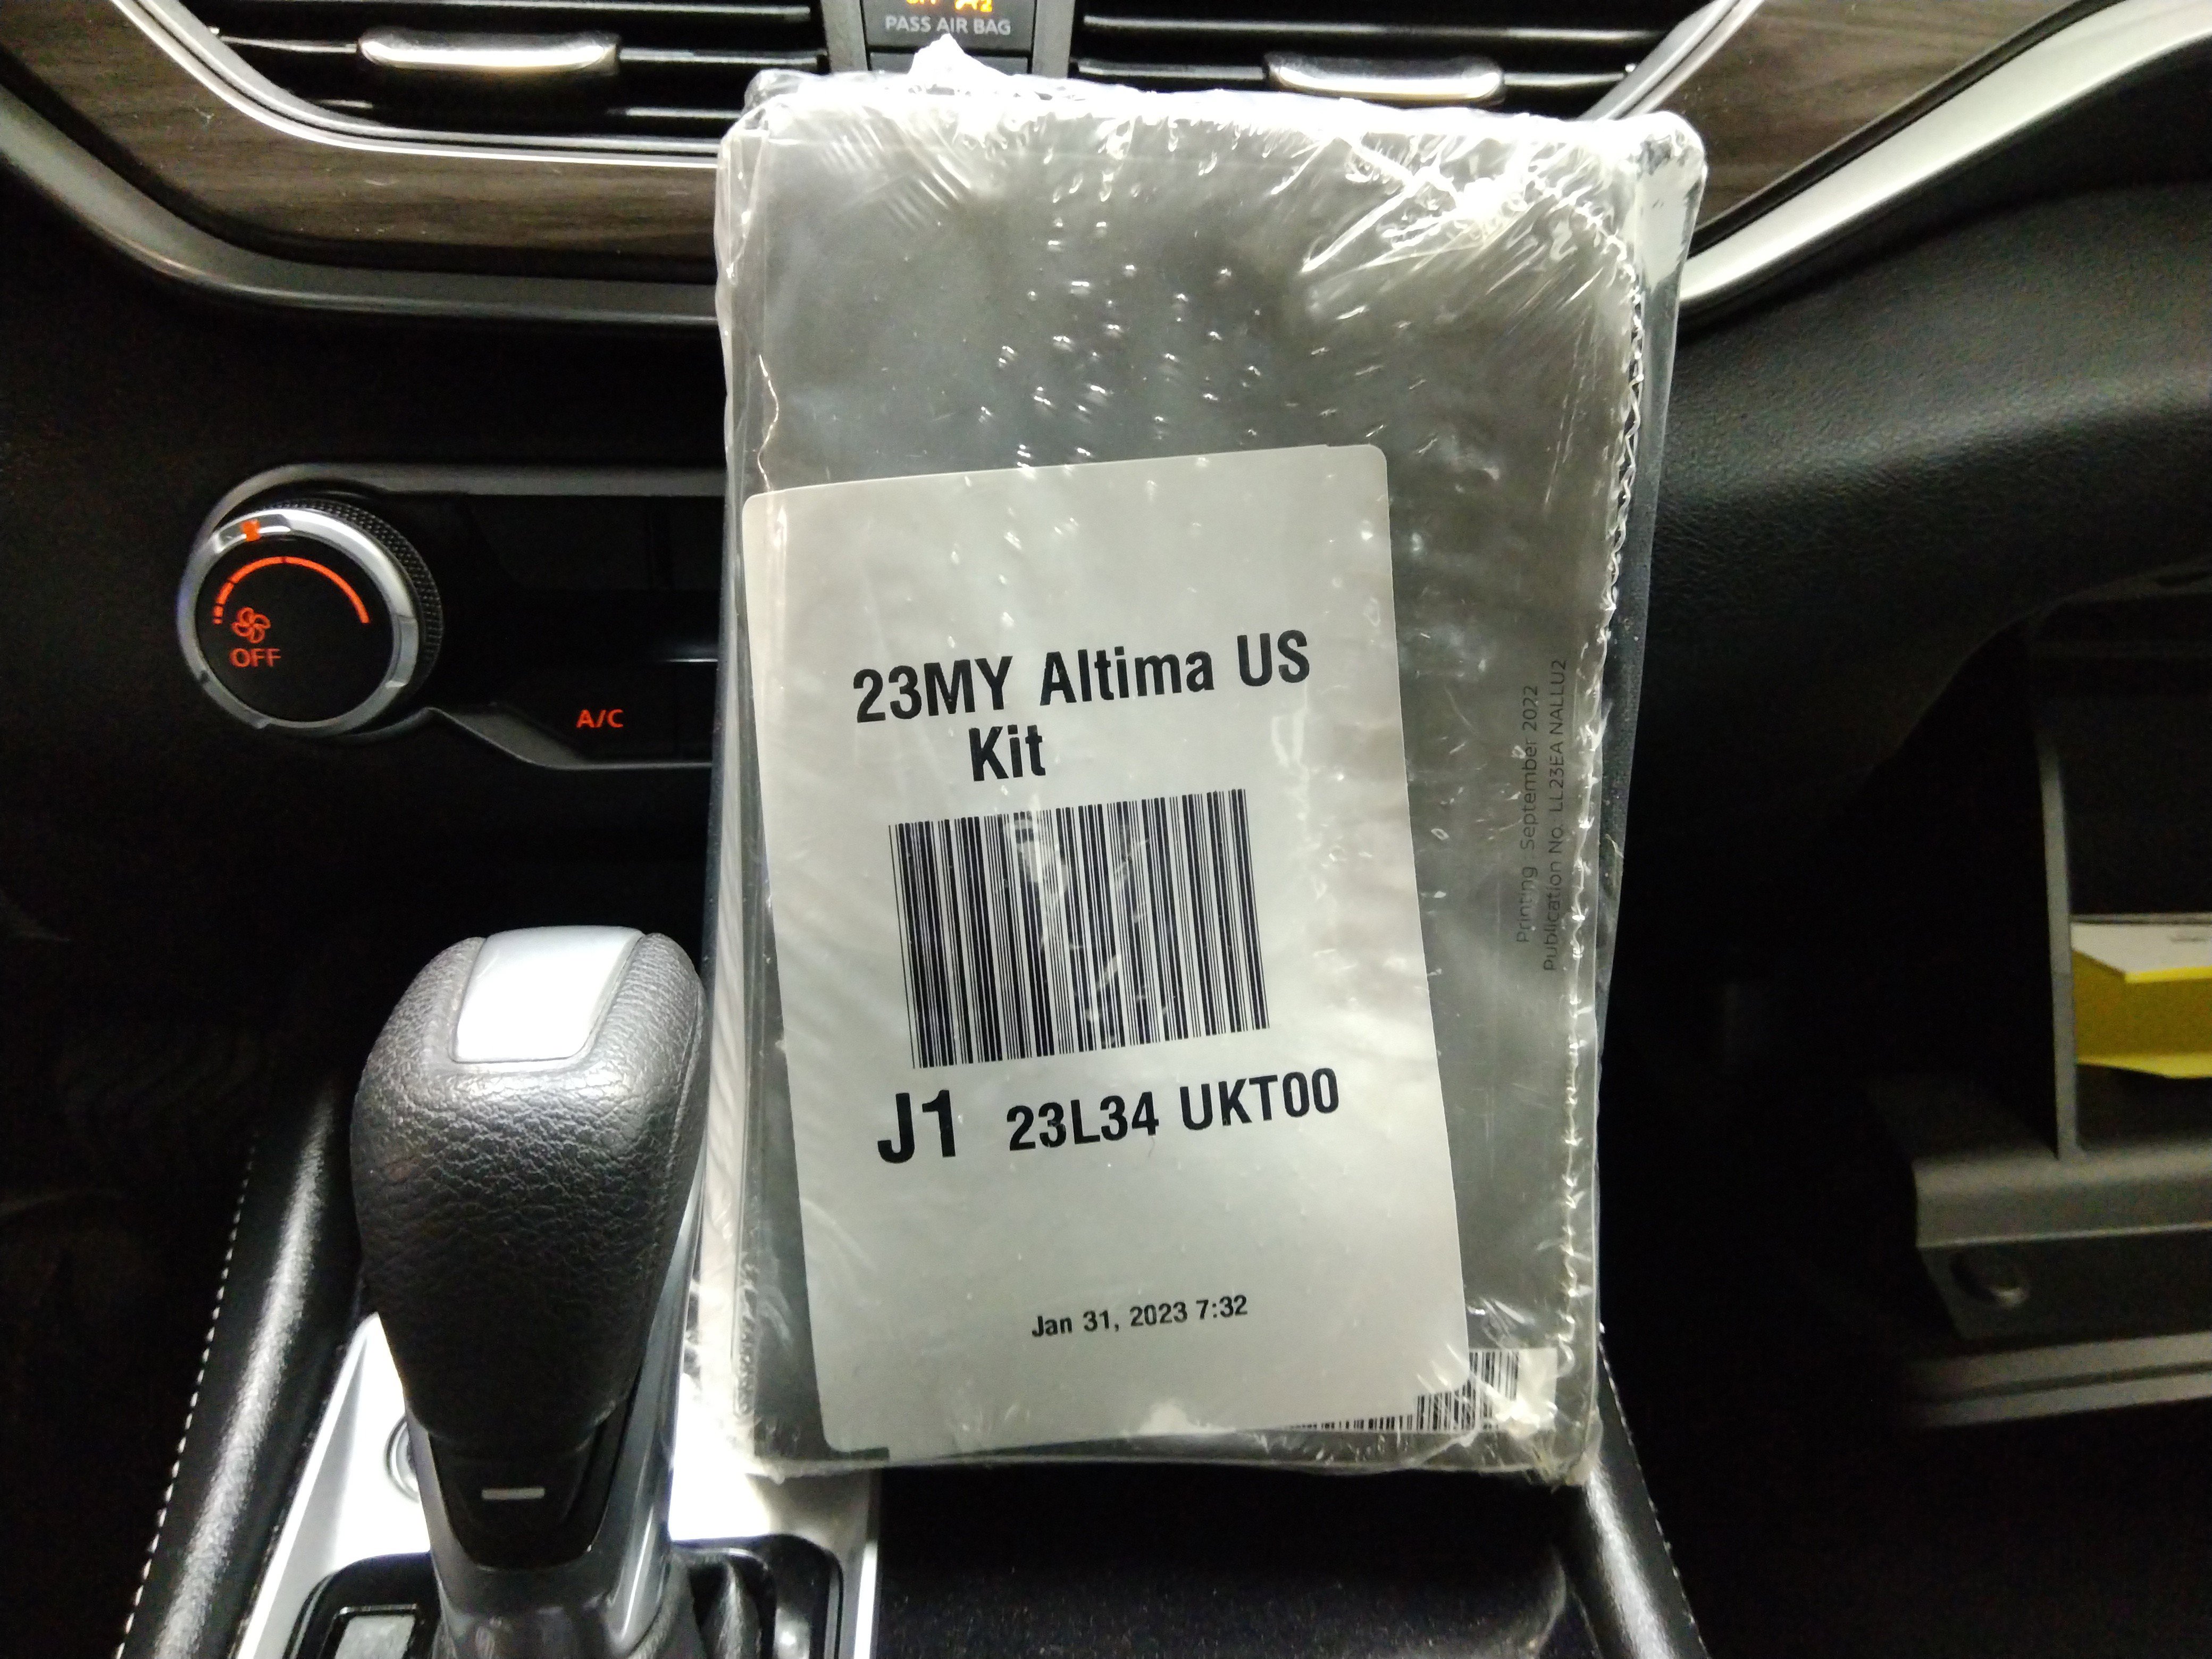 PASS AIR BAG
OFF
A/C
23MY Altima US
Kit
J1 23L34 UKT00
Jan 31, 2023 7:32
Printing : September 2022
Publication No. LL23EA NALLU2